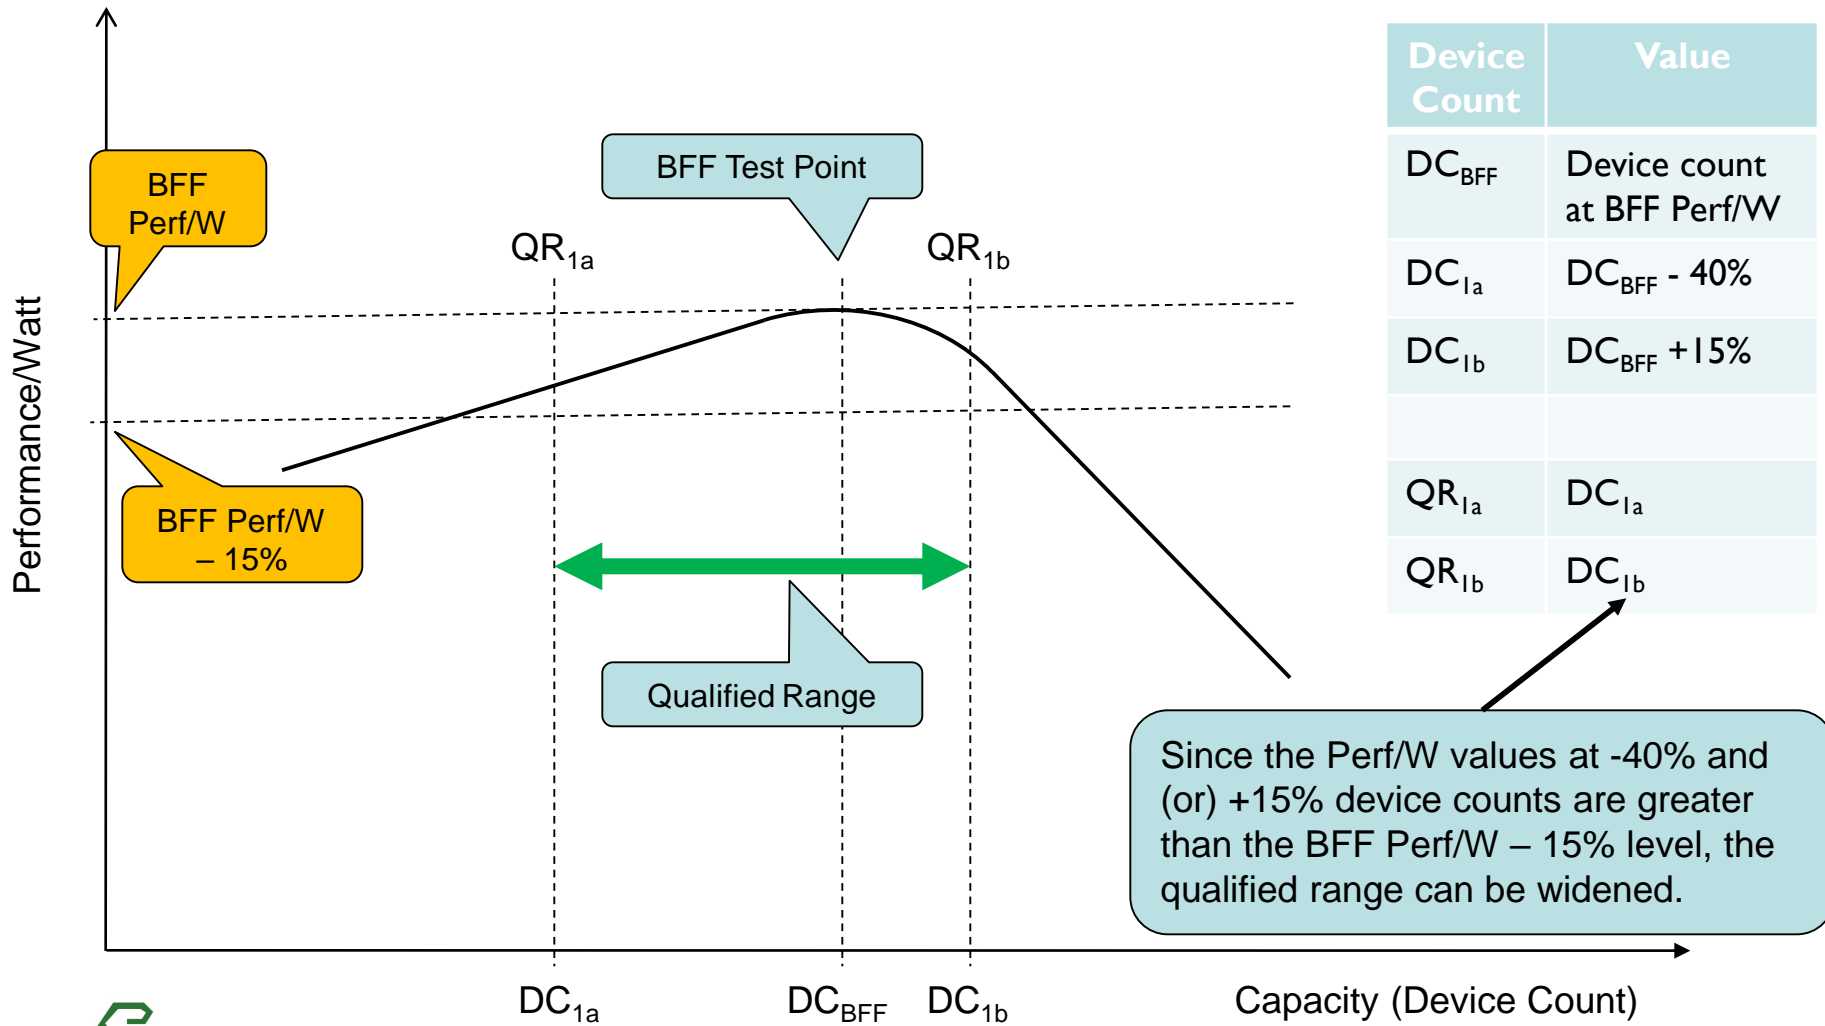 Performance/Watt
BFF
Perf/W
BFF Perf/W
– 15%
BFF Test Point
QR1a
QR1b
Qualified Range
DC1a
DCBFF
DC1b
Capacity (Device Count)
Device Count
Value
DCBFF
Device count
at BFF Perf/W
DC1a
DCBFF - 40%
DC1b
DCBFF +15%
QR1a
DC1a
QR1b
DC1b
Since the Perf/W values at -40% and
(or) +15% device counts are greater
than the BFF Perf/W – 15% level, the
qualified range can be widened.